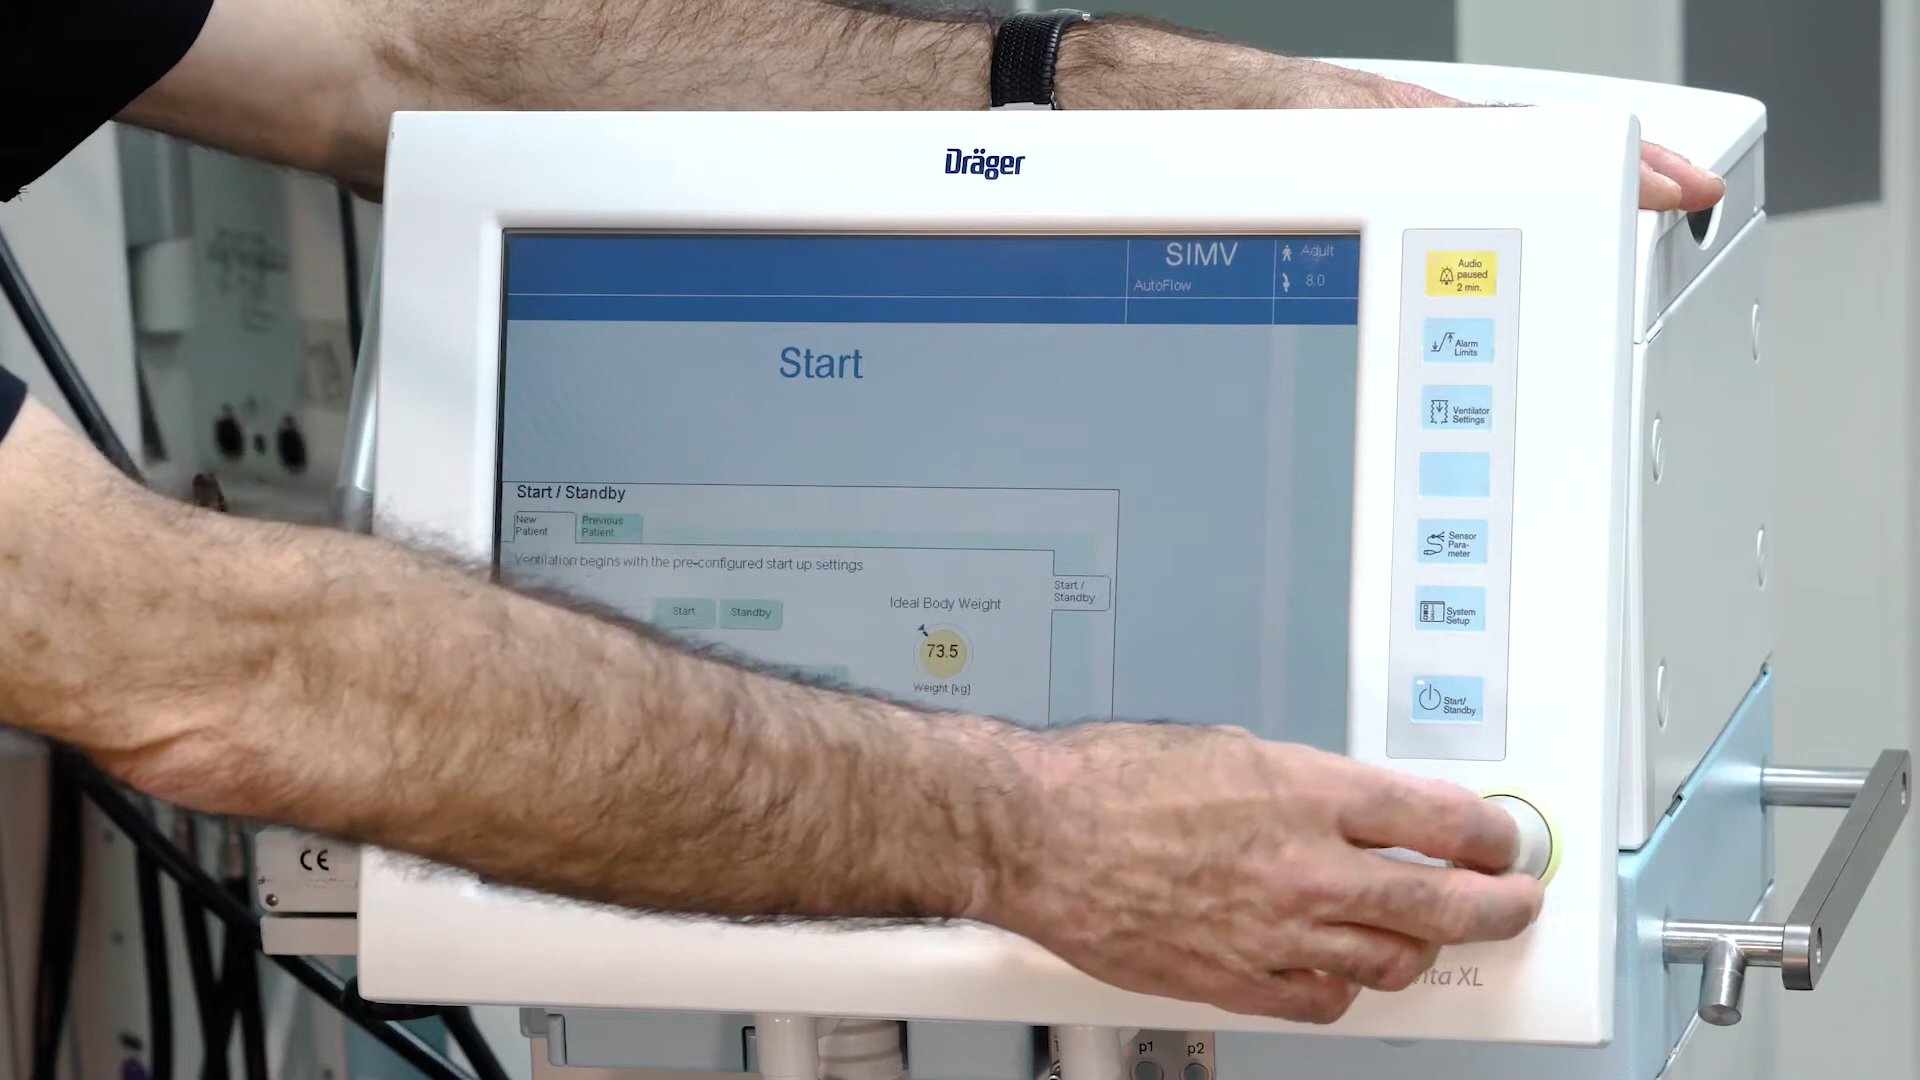 Dräger
SIMV
Adult
AutoFlow
8.0
Start
Start / Standby
New
Patient
Previous
Patient
Ventilation begins with the pre-configured start up settings
Start /
Standby
Start
Standby
Ideal Body Weight
73.5
Weight [kg]
Audio
paused
2 min.
Alarm
Limits
Ventilator
Settings
Sensor
Para-
meter
System
Setup
Start/
Standby
CE
XL
p1
p2